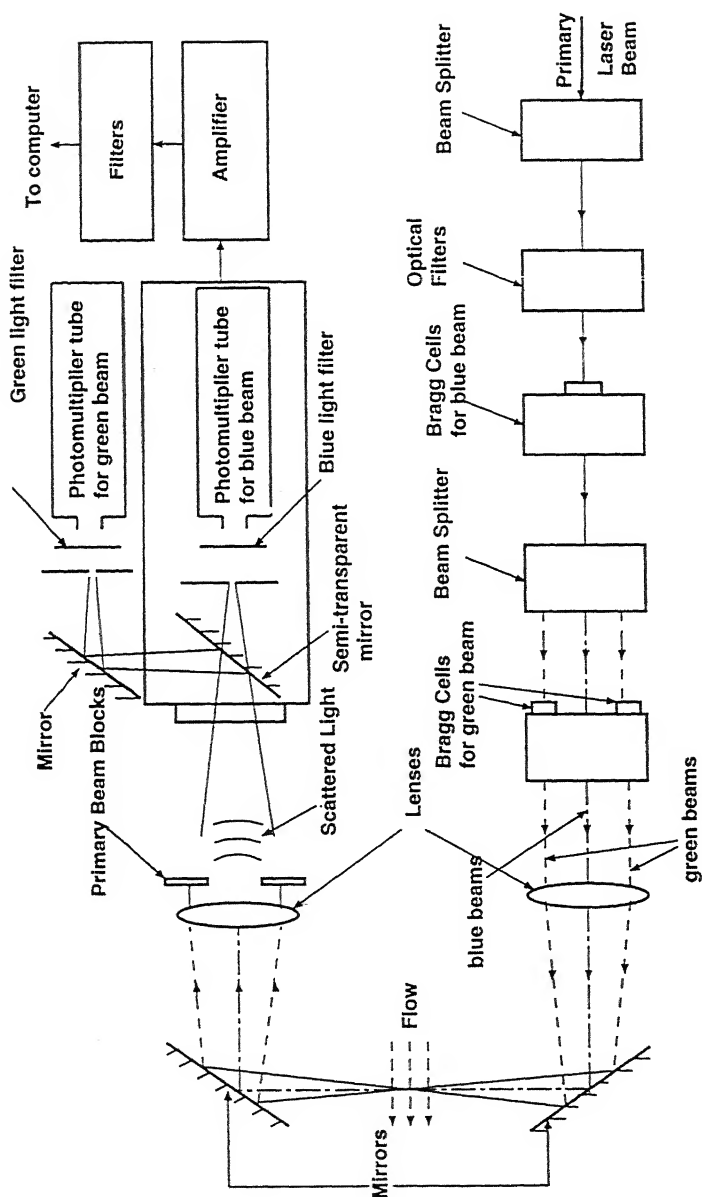 To computer
Filters
Amplifier
Green light filter
Photomultiplier tube
for green beam
Photomultiplier tube
for blue beam
Blue light filter
Mirror
Semi-transparent
mirror
Primary Beam Blocks
Scattered Light
Lenses
Flow
Mirrors
Primary
Laser
Beam
Beam Splitter
Optical
Filters
Bragg Cells
for blue beam
Beam Splitter
Bragg Cells
for green beam
blue beams
green beams